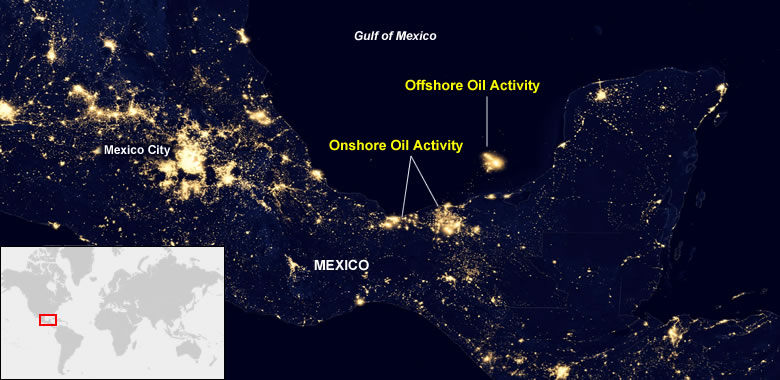 Gulf of Mexico
Offshore Oil Activity
Onshore Oil Activity
Mexico City
MEXICO